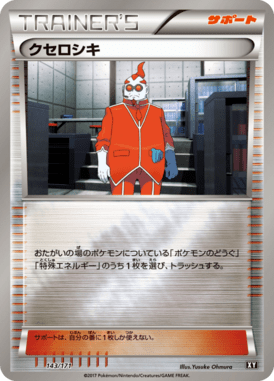 TRAINER'S
サポート
クセロシキ
おたがいの場のポケモンについている「ポケモンのどうぐ」
「特殊エネルギー」のうち1枚を選び、トラッシュする。
サポートは、自分の番に1枚しか使えない。
143/171
Illus. Yusuke Ohmura
XY
©2017 Pokémon/Nintendo/Creatures/GAME FREAK.